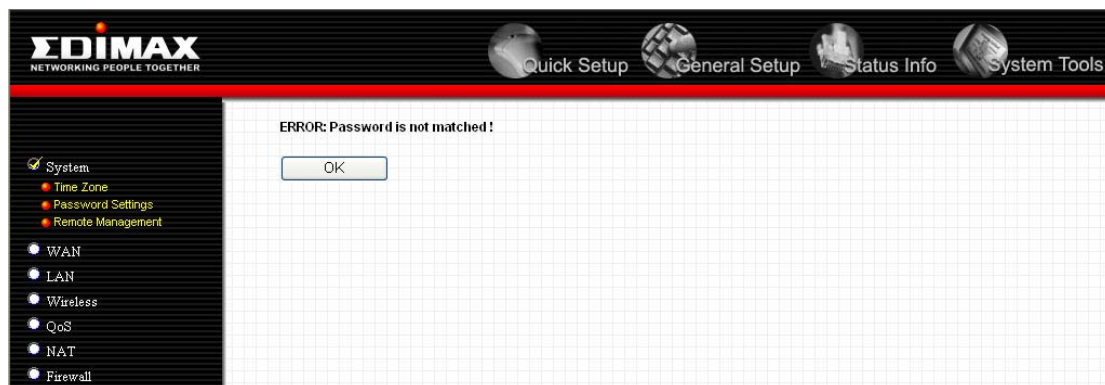 EDIMAX
NETWORKING PEOPLE TOGETHER
Quick Setup
General Setup
Status Info
System Tools
ERROR: Password is not matched !
OK
System
Time Zone
Password Settings
Remote Management
WAN
LAN
Wireless
QoS
NAT
Firewall